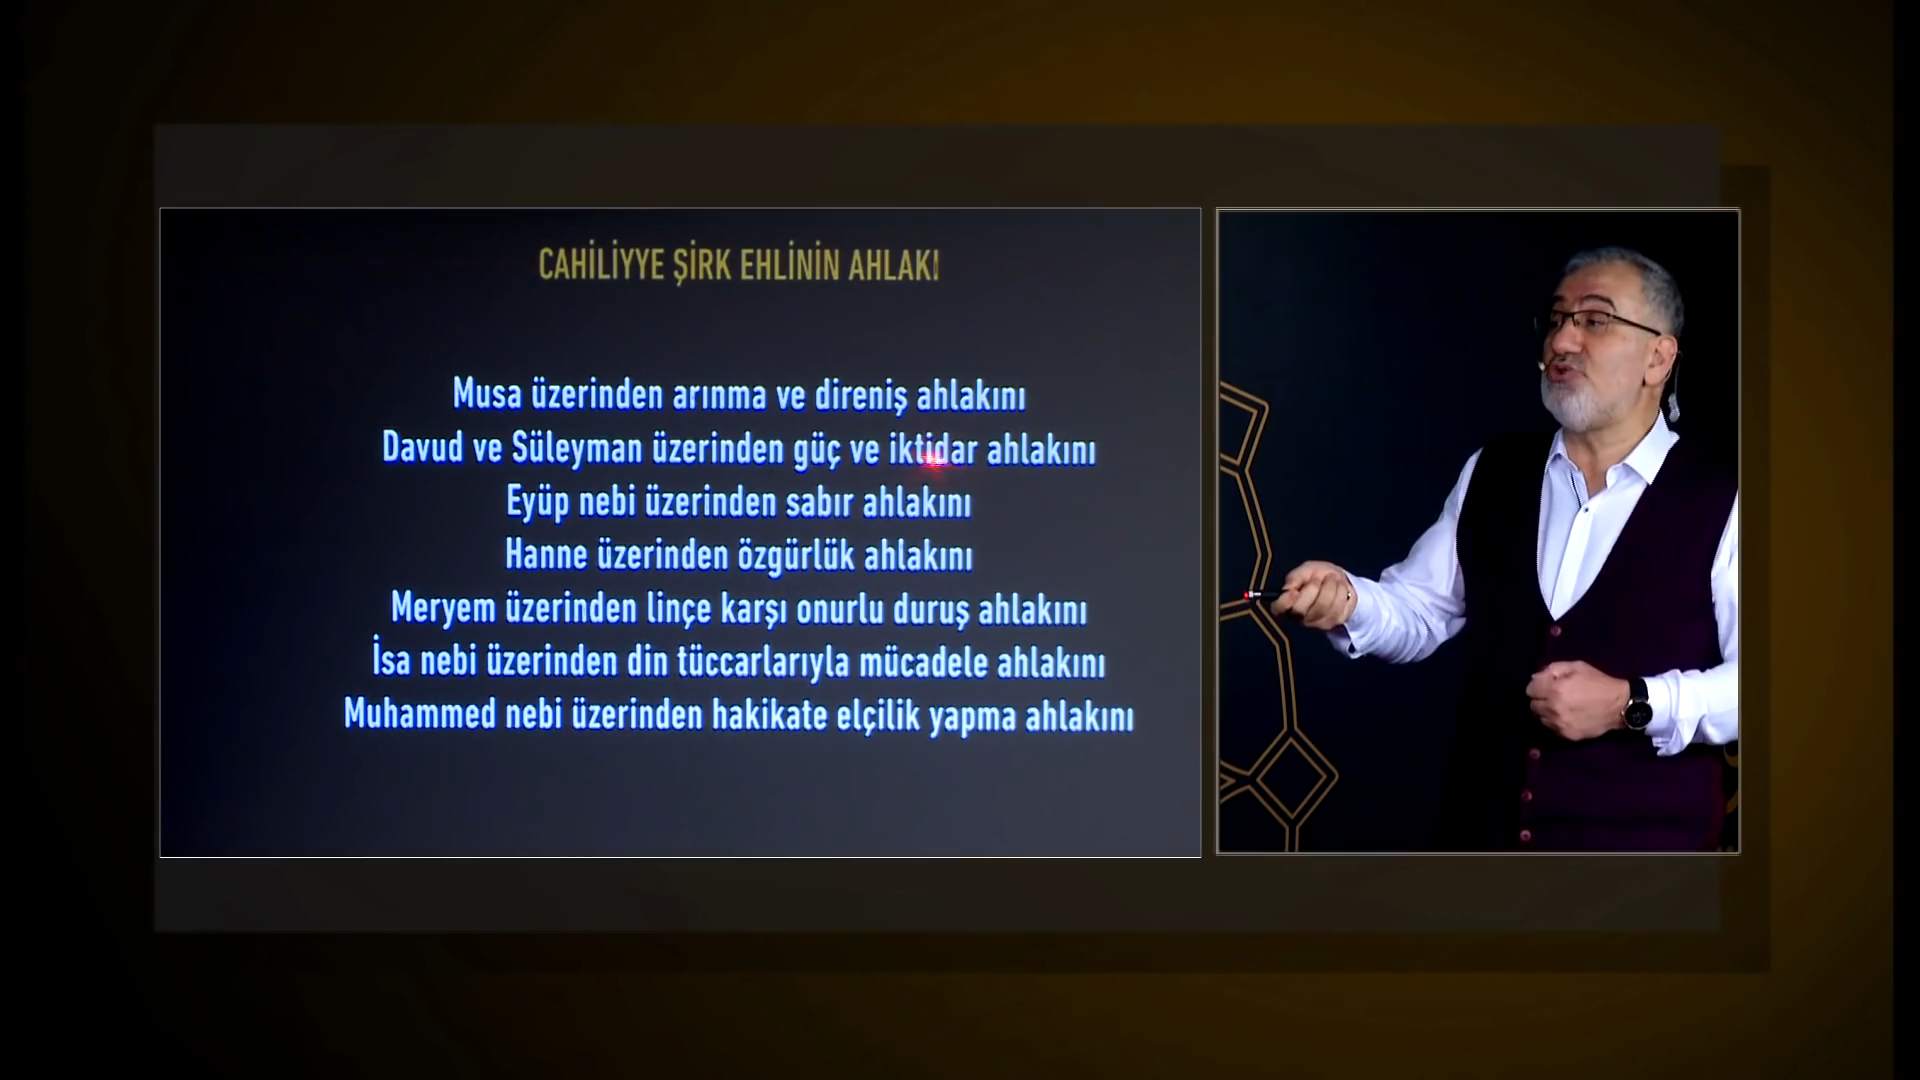 CAHİLİYYE ŞİRK EHLİNİN AHLAKI
Musa üzerinden arınma ve direniş ahlakını
Davud ve Süleyman üzerinden güç ve iktidar ahlakını
Eyüp nebi üzerinden sabır ahlakını
Hanne üzerinden özgürlük ahlakını
Meryem üzerinden linçe karşı onurlu duruş ahlakını
İsa nebi üzerinden din tüccarlarıyla mücadele ahlakını
Muhammed nebi üzerinden hakikate elçilik yapma ahlakını